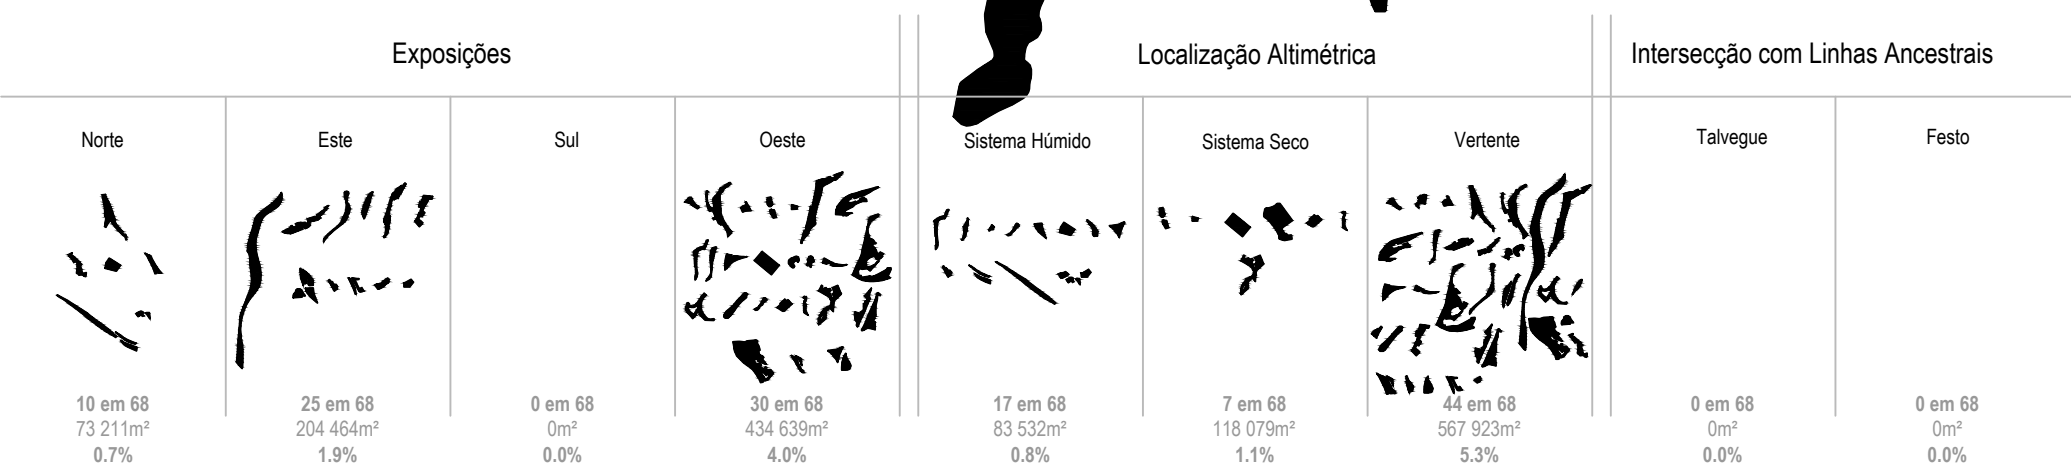 Exposições
Localização Altimétrica
Intersecção com Linhas Ancestrais
Norte
Este
Sul
Oeste
Sistema Húmido
Sistema Seco
Vertente
Talvegue
Festo
10 em 68
25 em 68
0 em 68
30 em 68
17 em 68
7 em 68
44 em 68
0 em 68
0 em 68
73 211m²
204 464m²
0m²
434 639m²
83 532m²
118 079m²
567 923m²
0m²
0m²
0.7%
1.9%
0.0%
4.0%
0.8%
1.1%
5.3%
0.0%
0.0%